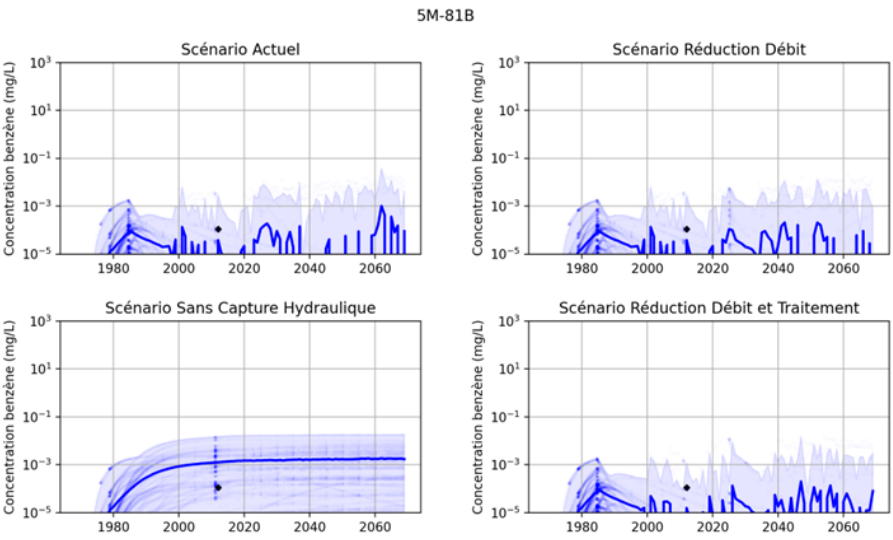 5M-81B
Scénario Actuel
Concentration benzène (mg/L)
10³
10¹
10⁻¹
10⁻³
10⁻⁵
1980 2000 2020 2040 2060
Scénario Réduction Débit
Concentration benzène (mg/L)
10³
10¹
10⁻¹
10⁻³
10⁻⁵
1980 2000 2020 2040 2060
Scénario Sans Capture Hydraulique
Concentration benzène (mg/L)
10³
10¹
10⁻¹
10⁻³
10⁻⁵
1980 2000 2020 2040 2060
Scénario Réduction Débit et Traitement
Concentration benzène (mg/L)
10³
10¹
10⁻¹
10⁻³
10⁻⁵
1980 2000 2020 2040 2060